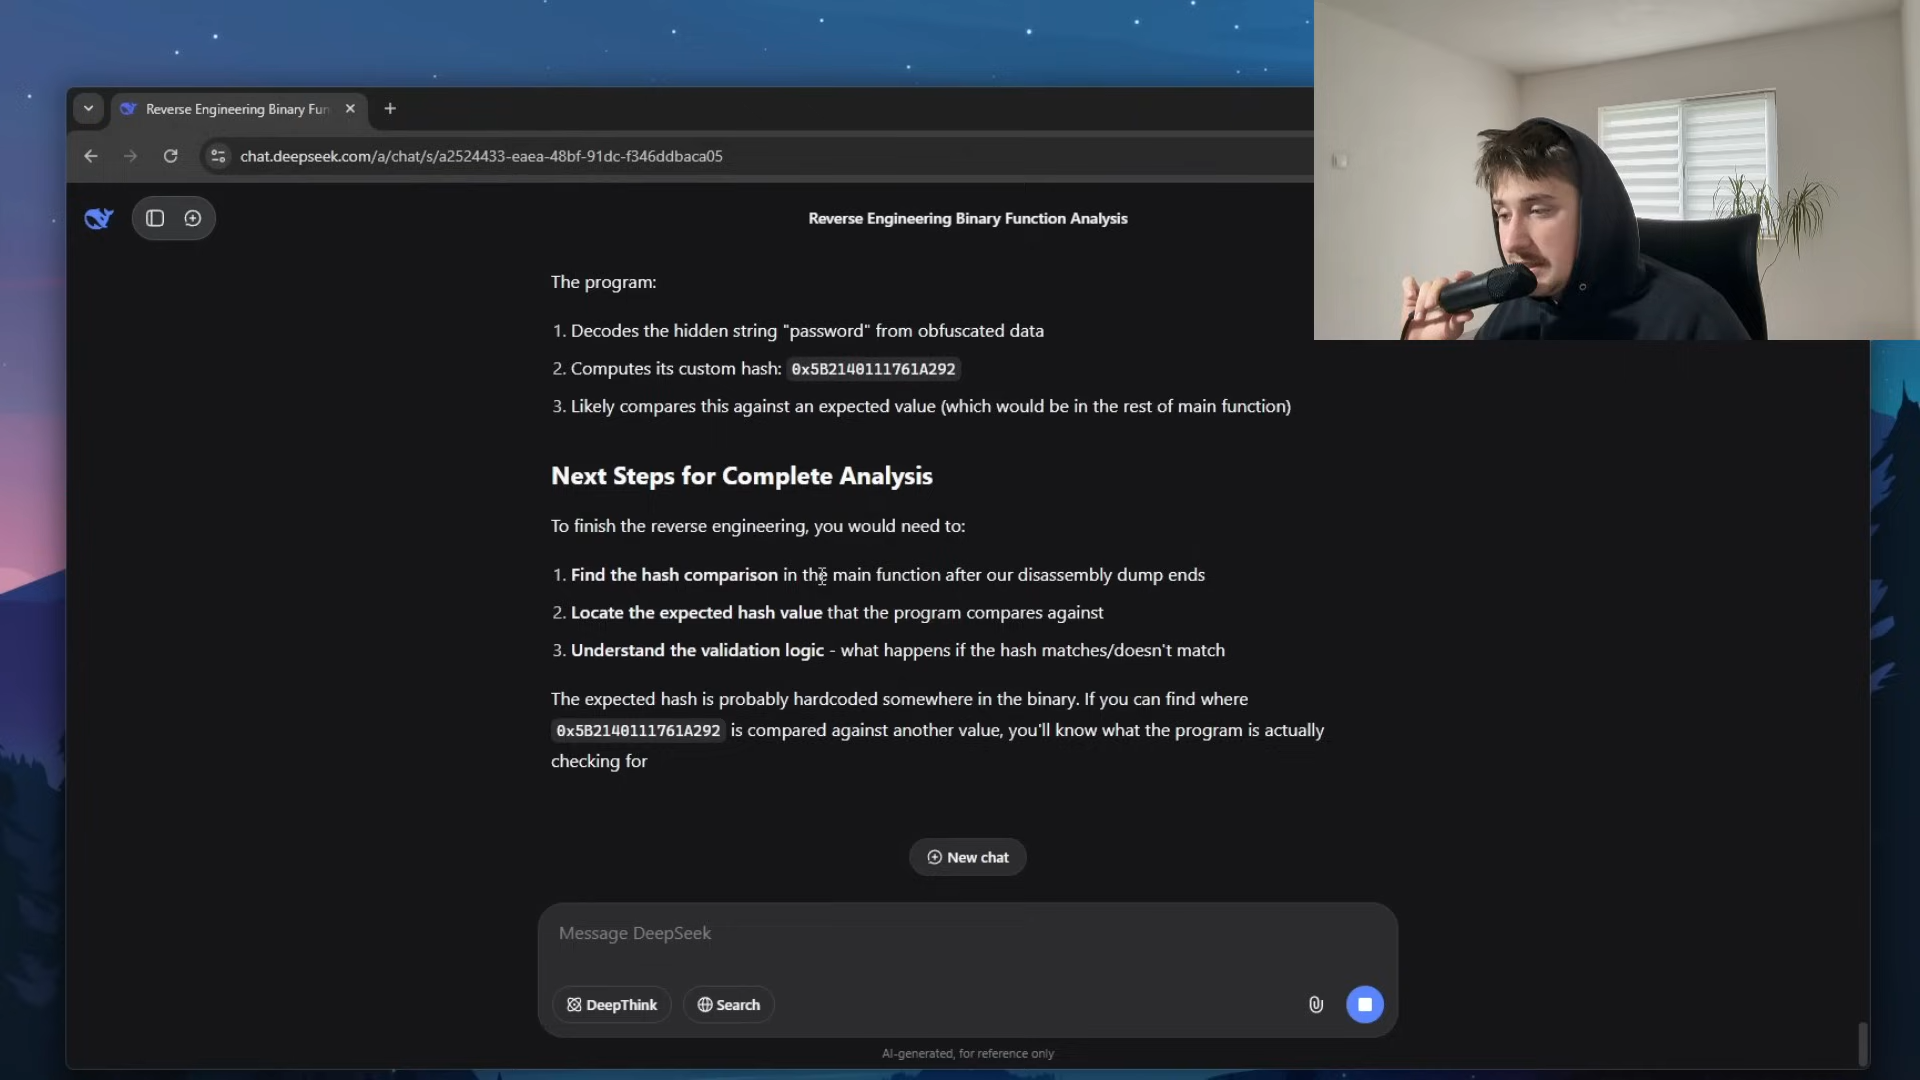 Reverse Engineering Binary Fun
chat.deepseek.com/a/chat/s/a2524433-eaea-48bf-91dc-f346ddbaca05
Reverse Engineering Binary Function Analysis
The program:
1. Decodes the hidden string "password" from obfuscated data
2. Computes its custom hash: 0x5B2140111761A292
3. Likely compares this against an expected value (which would be in the rest of main function)
Next Steps for Complete Analysis
To finish the reverse engineering, you would need to:
1. Find the hash comparison in the main function after our disassembly dump ends
2. Locate the expected hash value that the program compares against
3. Understand the validation logic - what happens if the hash matches/doesn't match
The expected hash is probably hardcoded somewhere in the binary. If you can find where
0x5B2140111761A292 is compared against another value, you'll know what the program is actually
checking for
New chat
Message DeepSeek
DeepThink Search
AI-generated, for reference only